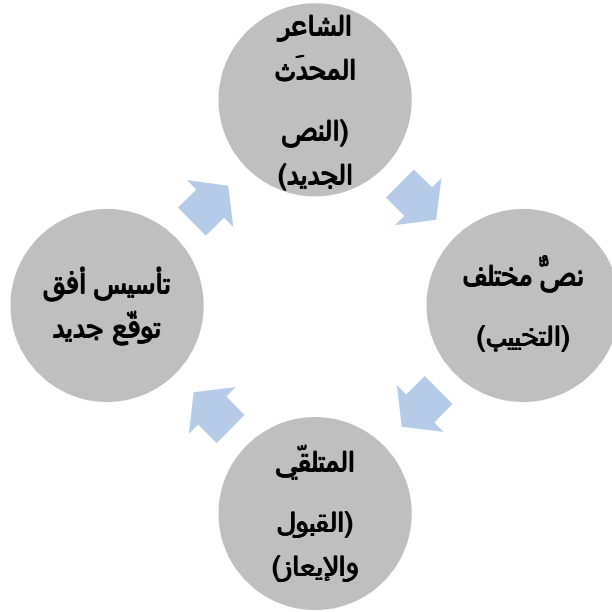 الشاعر
المحدَث
(النص
الجديد)
نصٌّ مختلف
(التخييب)
المتلقّي
(القبول
والإيعاز)
تأسيس أفق
توقّع جديد